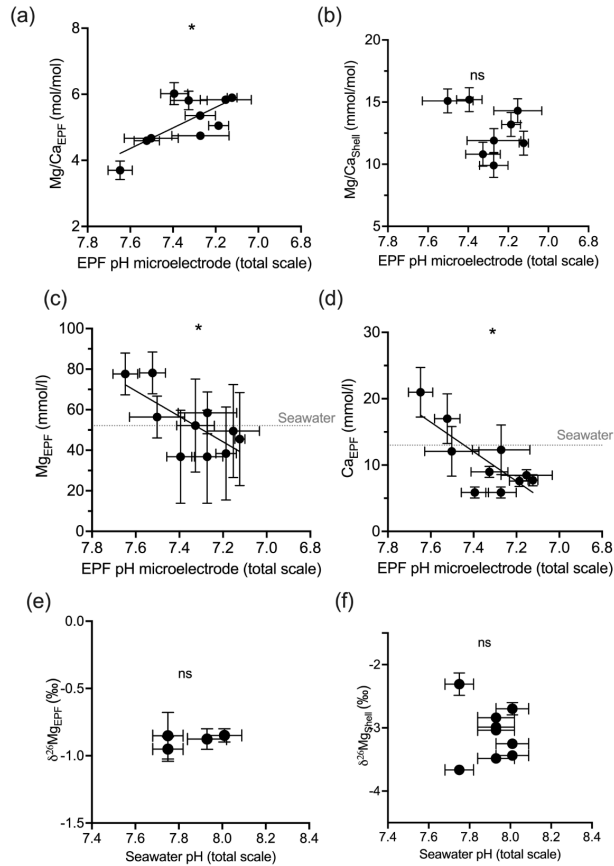 (a)
*
Mg/CaEPF (mol/mol)
8
6
4
2
7.8 7.6 7.4 7.2 7.0 6.8
EPF pH microelectrode (total scale)
(b)
ns
Mg/CaShell (mmol/mol)
20
15
10
5
7.8 7.6 7.4 7.2 7.0 6.8
EPF pH microelectrode (total scale)
(c)
*
MgEPF (mmol/l)
100
80
60
40
20
0
Seawater
7.8 7.6 7.4 7.2 7.0 6.8
EPF pH microelectrode (total scale)
(d)
*
CaEPF (mmol/l)
30
20
10
0
Seawater
7.8 7.6 7.4 7.2 7.0 6.8
EPF pH microelectrode (total scale)
(e)
ns
δ26MgEPF (‰)
0.0
-0.5
-1.0
-1.5
7.4 7.6 7.8 8.0 8.2 8.4
Seawater pH (total scale)
(f)
ns
δ26MgShell (‰)
-2
-3
-4
7.4 7.6 7.8 8.0 8.2 8.4
Seawater pH (total scale)